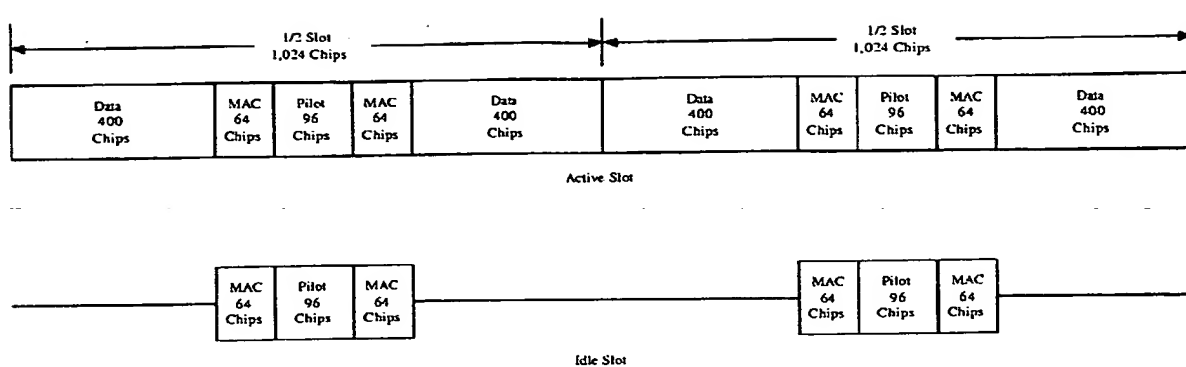 1/2 Slot
1,024 Chips
1/2 Slot
1,024 Chips
Data
400
Chips
MAC
64
Chips
Pilot
96
Chips
MAC
64
Chips
Data
400
Chips
Data
400
Chips
MAC
64
Chips
Pilot
96
Chips
MAC
64
Chips
Data
400
Chips
Active Slot
MAC
64
Chips
Pilot
96
Chips
MAC
64
Chips
MAC
64
Chips
Pilot
96
Chips
MAC
64
Chips
Idle Slot